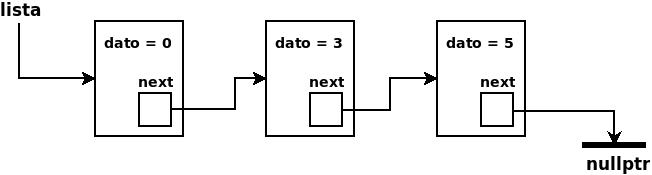 lista
dato = 0
next
dato = 3
next
dato = 5
next
nullptr